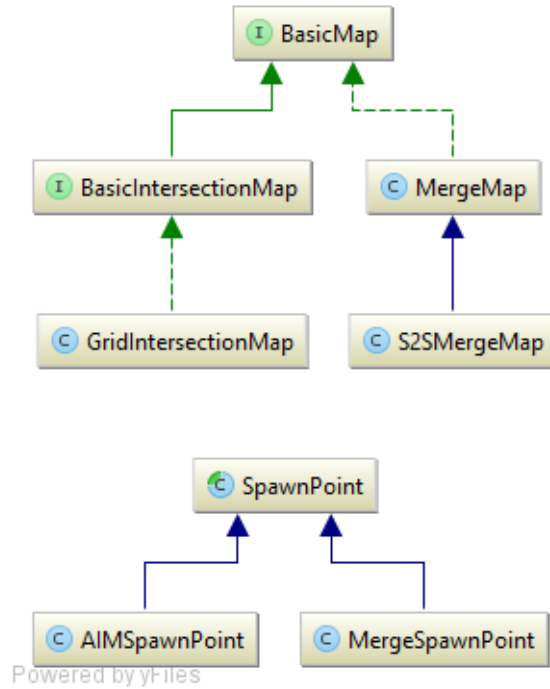 I BasicMap
I BasicIntersectionMap
C MergeMap
C GridIntersectionMap
C S2SMergeMap
C SpawnPoint
C AIMSpawnPoint
C MergeSpawnPoint
Powered by yFiles